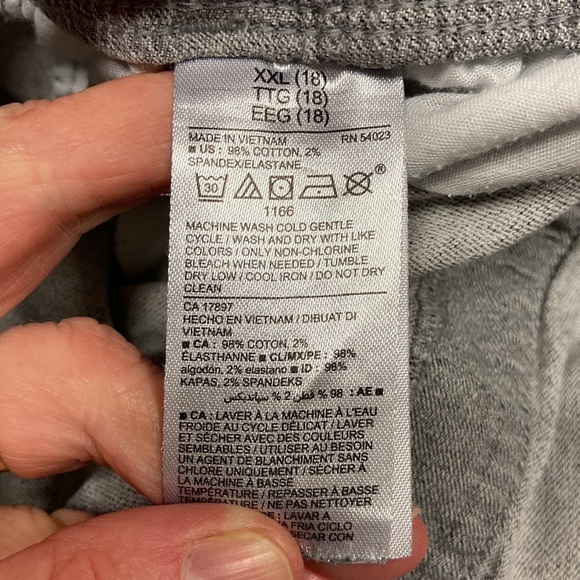 XXL (18)
TTG (18)
EEG (18)
MADE IN VIETNAM RN 54023
■ US : 98% COTTON, 2%
SPANDEX/ELASTANE
30 ®
1166
MACHINE WASH COLD GENTLE
CYCLE / WASH AND DRY WITH LIKE
COLORS / ONLY NON-CHLORINE
BLEACH WHEN NEEDED / TUMBLE
DRY LOW / COOL IRON / DO NOT DRY
CLEAN
CA 17897
HECHO EN VIETNAM / DIBUAT DI
VIETNAM
■ CA : 98% COTON, 2%
ÉLASTHANNE ■ CL/MX/PE : 98%
algodón, 2% elastano ■ ID : 98%
KAPAS, 2% SPANDEKS
■ AE : 98 % قطن 2 % سبانديكس
■ CA : LAVER À LA MACHINE À L'EAU
FROIDE AU CYCLE DÉLICAT / LAVER
ET SÉCHER AVEC DES COULEURS
SEMBLABLES / UTILISER AU BESOIN
UN AGENT DE BLANCHIMENT SANS
CHLORE UNIQUEMENT / SÉCHER À
LA MACHINE À BASSE
TEMPÉRATURE / REPASSER À BASSE
TEMPÉRATURE / NE PAS NETTOYER
PE : LAVAR A
FRIA CICLO
SECAR CON